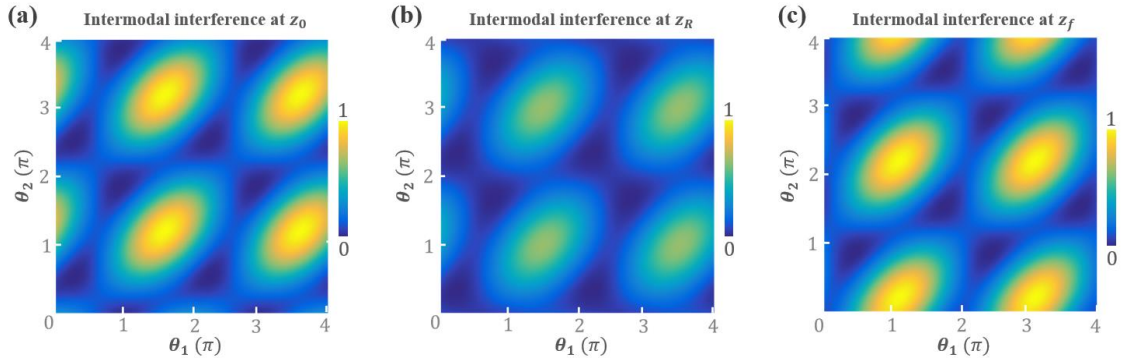 (a) Intermodal interference at z0
4
3
2
1
0
θ2 (π)
0 1 2 3 4
θ1 (π)
1
0
(b) Intermodal interference at zR
4
3
2
1
0
θ2 (π)
0 1 2 3 4
θ1 (π)
1
0
(c) Intermodal interference at zf
4
3
2
1
0
θ2 (π)
0 1 2 3 4
θ1 (π)
1
0